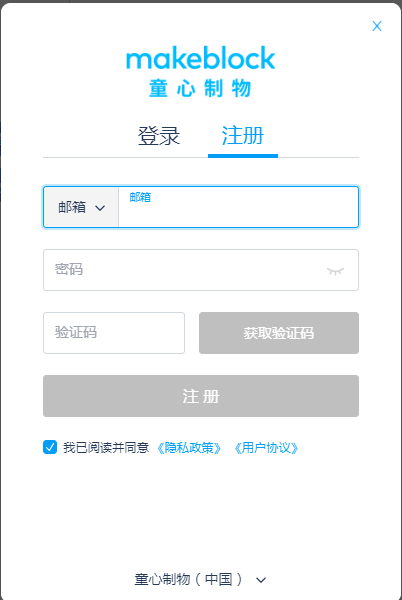 makeblock
童心制物
登录 注册
邮箱 邮箱
密码
验证码 获取验证码
注册
我已阅读并同意《隐私政策》《用户协议》
童心制物(中国)